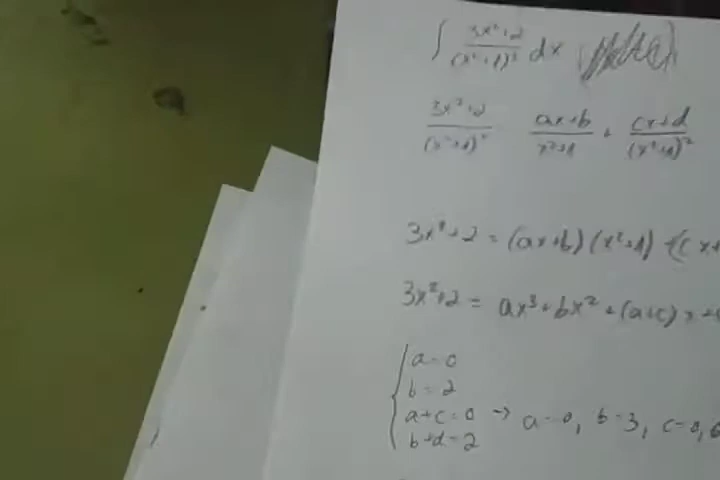 ∫ 3x²+2/(x²+1)² dx
3x²+2/(x²+1)² ax+b/x²+1 + cx+d/(x²+1)²
3x²+2 = (ax+b)(x²+1) + (cx+
3x²+2 = ax³+bx²+(a+c)x+
a=0
b=2
a+c=0 → a=0, b=3, c=0,
b+d=2